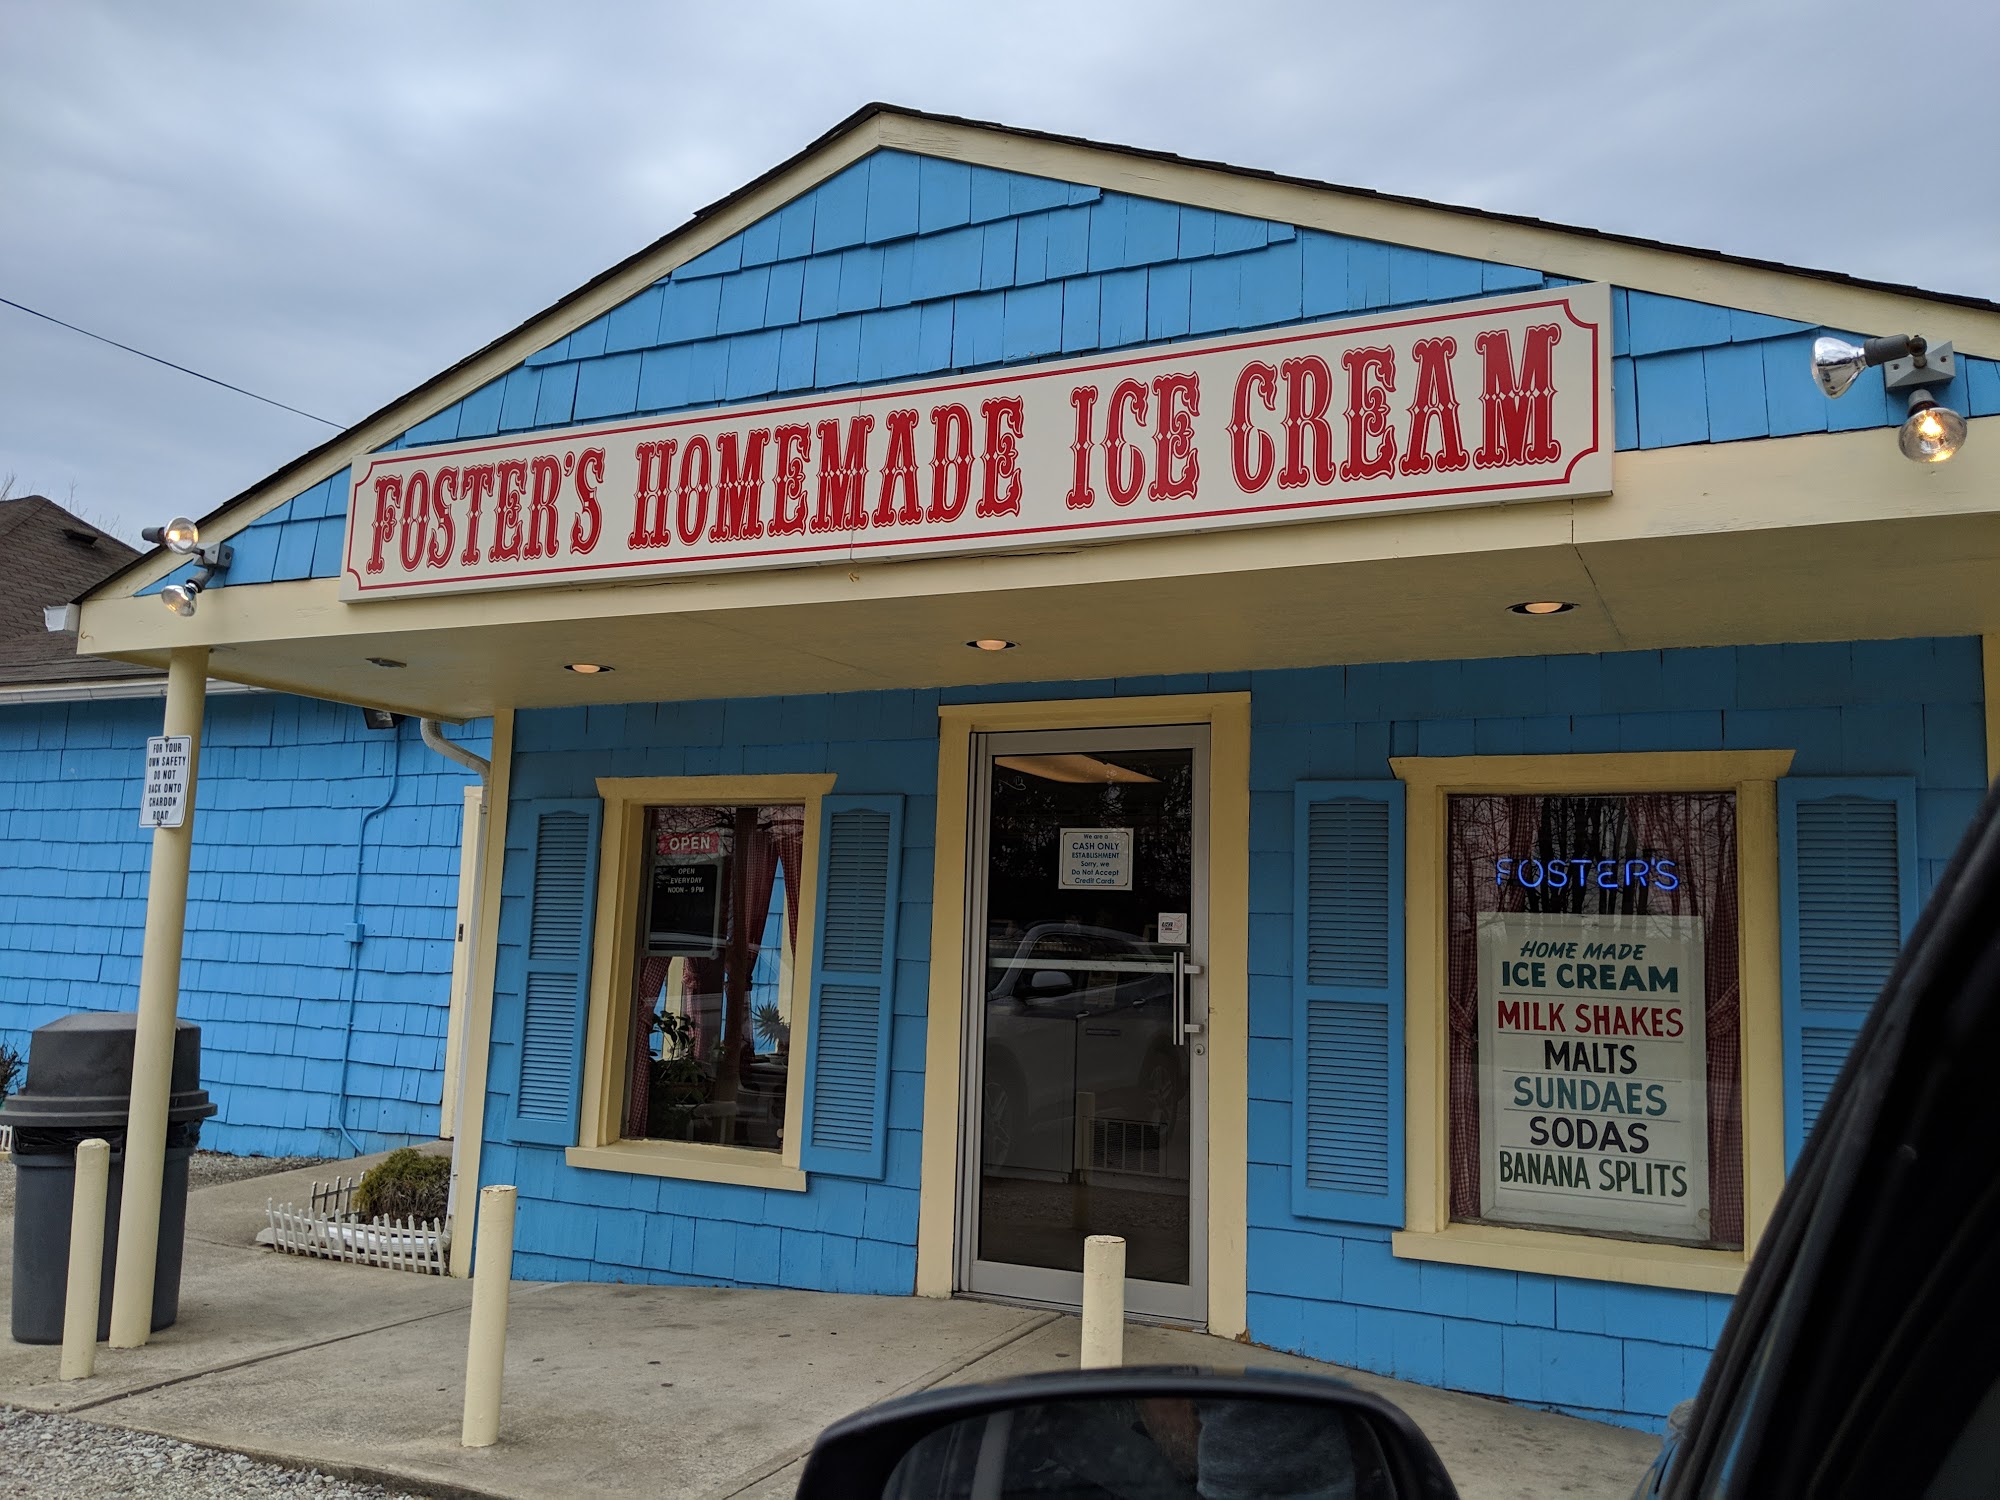 FOSTER'S HOMEMADE ICE CREAM
FOR YOUR
OWN SAFETY
DO NOT
BACK ONTO
CHARDON
ROAD
OPEN
OPEN
EVERYDAY
NOON - 9 PM
We are a
CASH ONLY
ESTABLISHMENT
Sorry, we
Do Not Accept
Credit Cards
FOSTER'S
HOME MADE
ICE CREAM
MILK SHAKES
MALTS
SUNDAES
SODAS
BANANA SPLITS